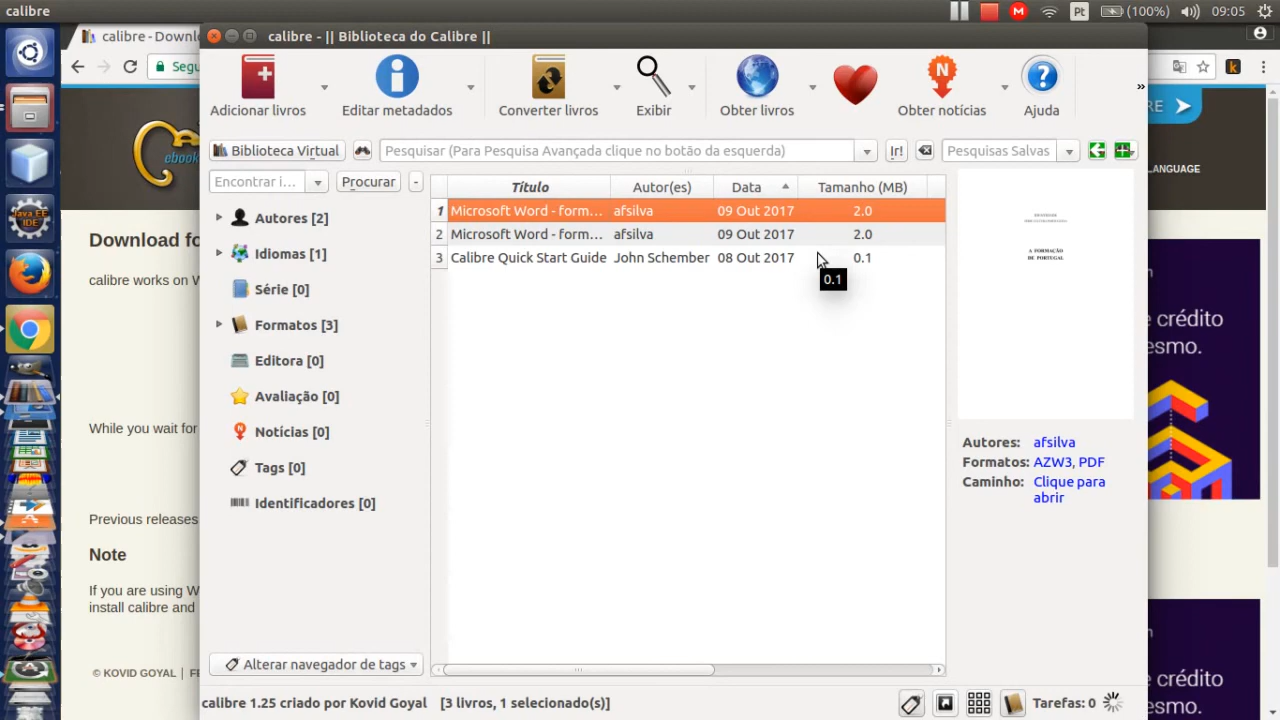 calibre
Pt
(100%)
09:05
calibre - Downl
calibre - || Biblioteca do Calibre ||
Segu
Adicionar livros
Editar metadados
Converter livros
Exibir
Obter livros
Obter notícias
Ajuda
»
Biblioteca Virtual
Pesquisar (Para Pesquisa Avançada clique no botão da esquerda)
Ir!
Pesquisas Salvas
Encontrar i...
Procurar
-
Título
Autor(es)
Data
Tamanho (MB)
1 Microsoft Word - form... afsilva 09 Out 2017 2.0
2 Microsoft Word - form... afsilva 09 Out 2017 2.0
3 Calibre Quick Start Guide John Schember 08 Out 2017 0.1
0.1
Autores [2]
Idiomas [1]
Série [0]
Formatos [3]
Editora [0]
Avaliação [0]
Notícias [0]
Tags [0]
Identificadores [0]
Alterar navegador de tags
A FORMAÇÃO
DE PORTUGAL
Autores: afsilva
Formatos: AZW3, PDF
Caminho: Clique para
abrir
calibre 1.25 criado por Kovid Goyal [3 livros, 1 selecionado(s)]
Tarefas: 0
Java EE
IDE
ebook
Download fo
calibre works on W
While you wait for
Previous releases
Note
If you are using W
install calibre and
© KOVID GOYAL | FE
RE
LANGUAGE
e crédito
esmo.
m
e crédito
esmo.